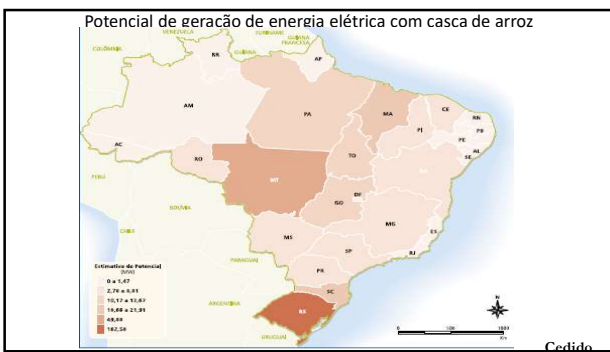 Potencial de geração de energia elétrica com casca de arroz
VENEZUELA
SURINAME
COLÔMBIA
GUIANA
GUIANA FRANCESA
RR
AP
AM
PA
MA
CE
RN
PB
PI
PE
AL
SE
AC
RO
TO
MT
BA
PERU
GO
DF
BOLÍVIA
MG
ES
MS
SP
RJ
CHILE
PARAGUAI
PR
SC
ARGENTINA
RS
URUGUAI
Estimativa de Potencial
(MW)
0 a 1,47
49,08
N
Km
Cedido